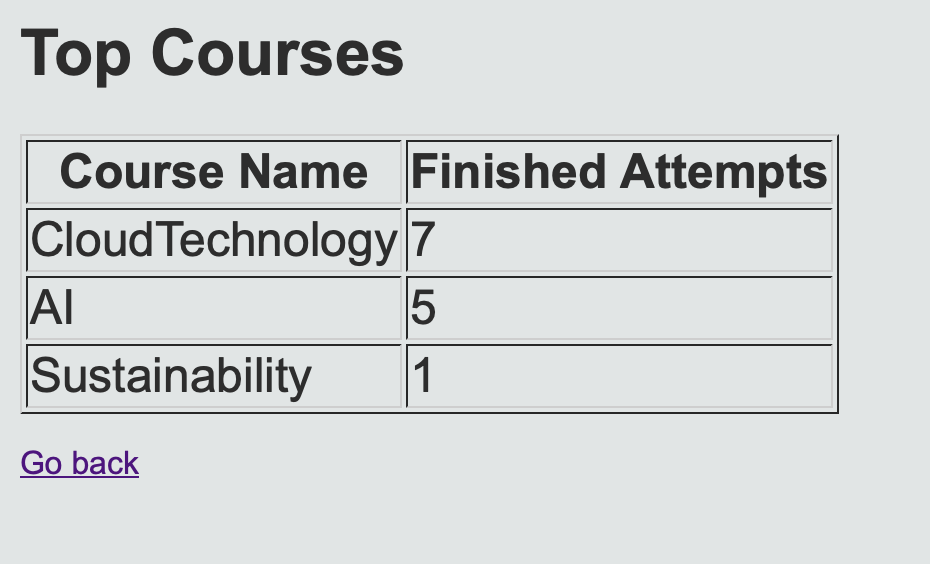 Top Courses
Course Name Finished Attempts
CloudTechnology 7
AI 5
Sustainability 1
Go back